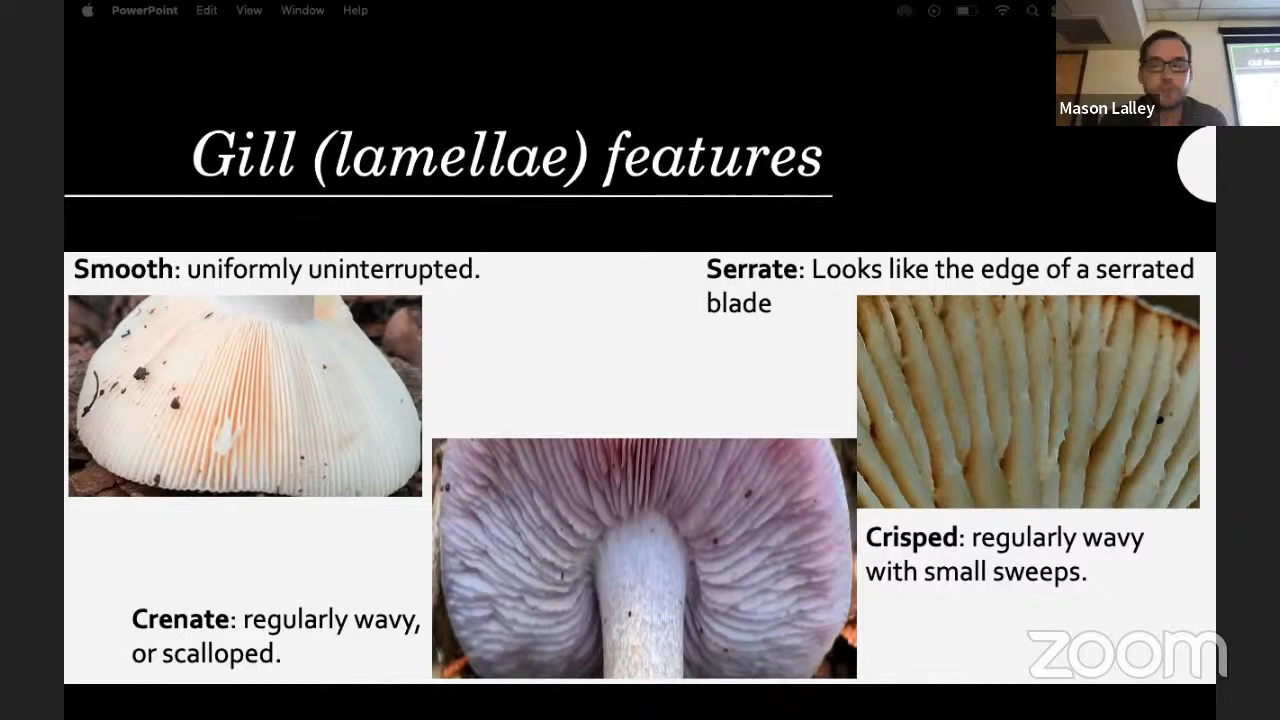 PowerPoint Edit View Window Help
Mason Lalley
Gill (lamellae) features
Smooth: uniformly uninterrupted.
Serrate: Looks like the edge of a serrated
blade
Crisped: regularly wavy
with small sweeps.
Crenate: regularly wavy,
or scalloped.
zoom